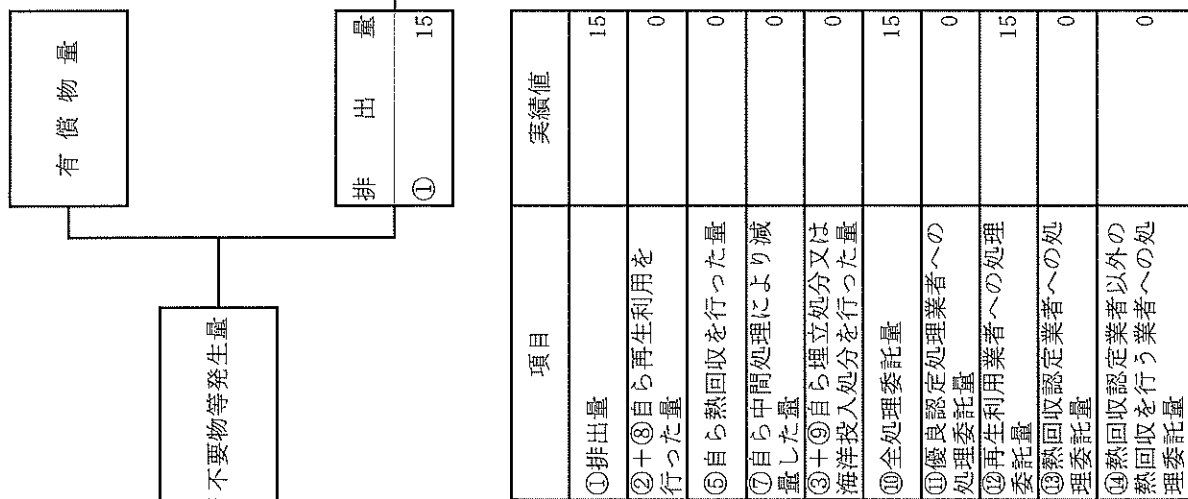 有償物量
不要物等発生量
排出量
① 15
項目 実績値
①排出量 15
②+⑧自ら再生利用を
行った量 0
⑤自ら熱回収を行った量 0
⑦自ら中間処理により減
量した量 0
③+⑨自ら埋立処分又は
海洋投入処分を行った量 0
⑩全処理委託量 15
⑪優良認定処理業者への
処理委託量 0
⑫再生利用業者への処理
委託量 15
⑬熱回収認定業者への処
理委託量 0
⑭熱回収認定業者以外の
熱回収を行う業者への処
理委託量 0